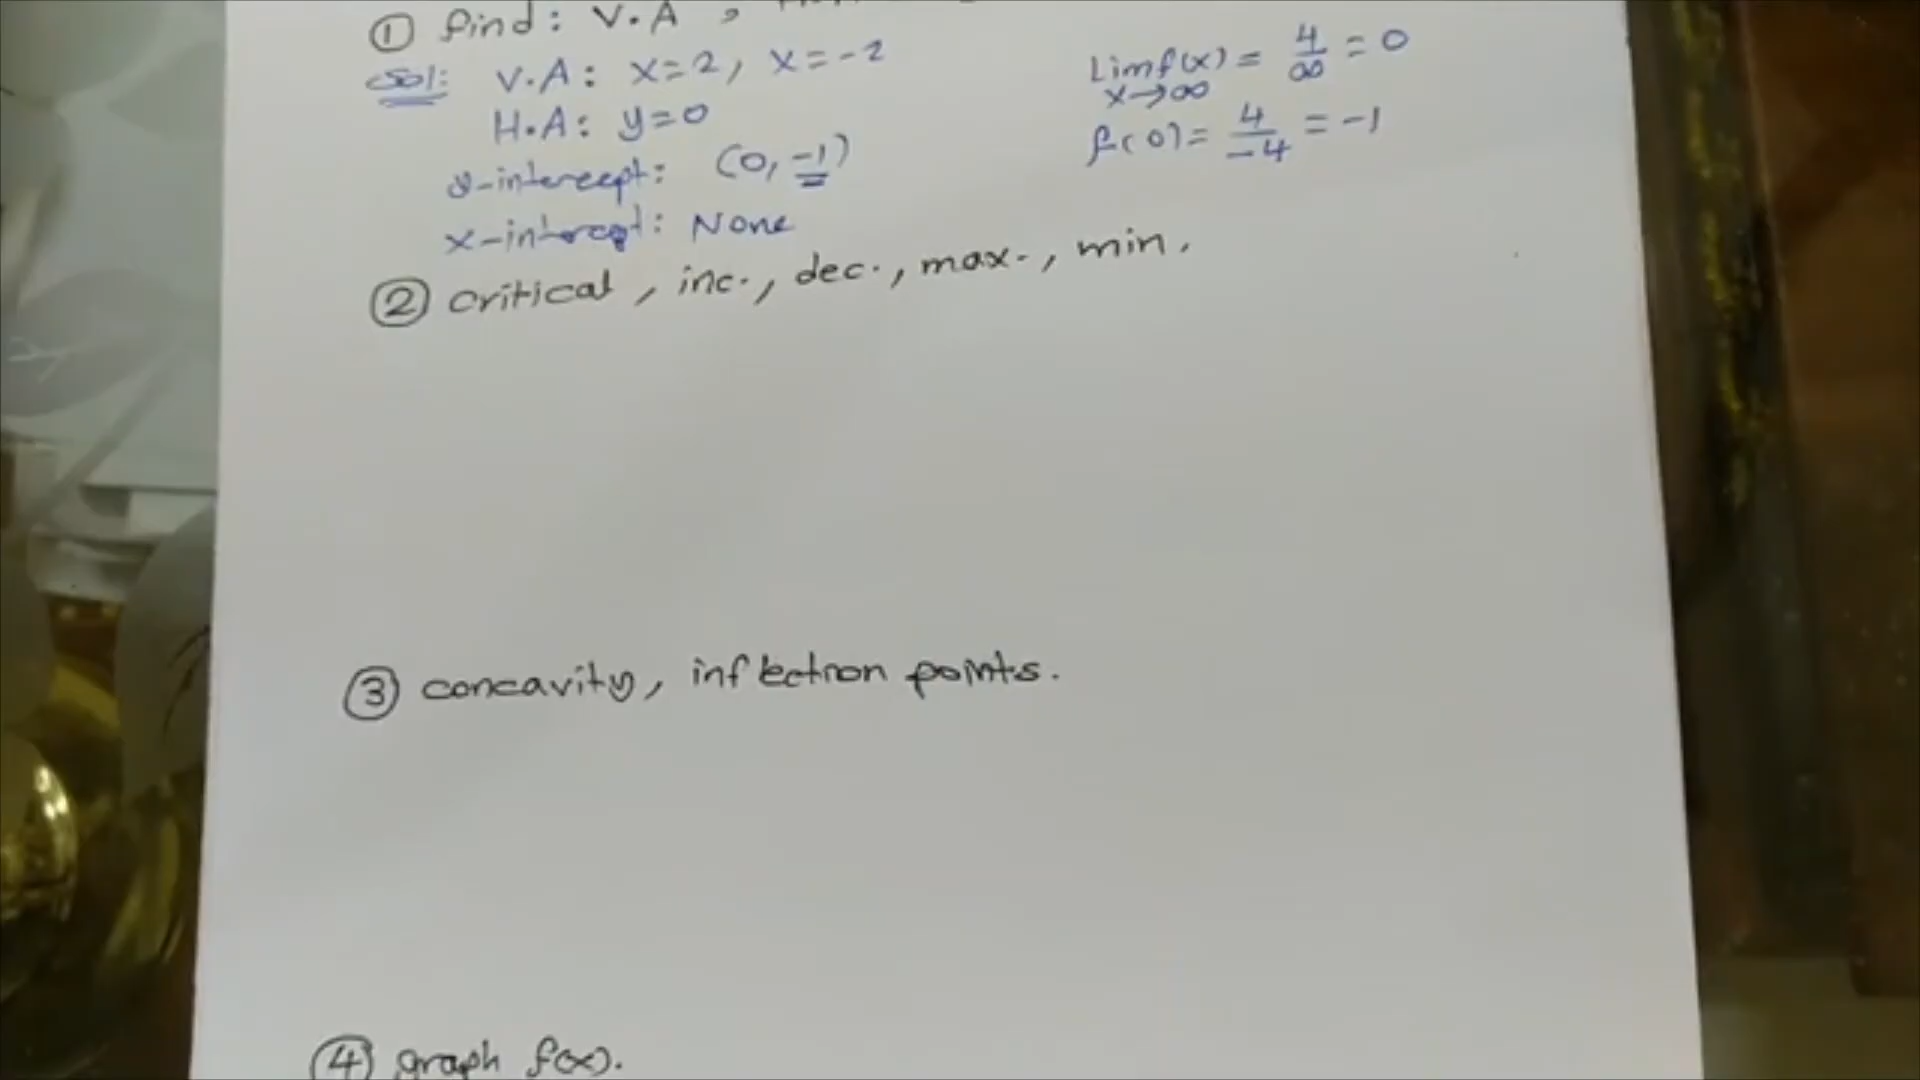 ① find: V.A ,
Sol: V.A: x=2, x=-2
H.A: y=0
y-intercept: (0, -1)
x-intercept: None
Lim f(x) = 4/∞ = 0
x→∞
f(0) = 4/-4 = -1
② critical, inc., dec., max., min.
③ concavity, inflection points.
④ graph f(x).